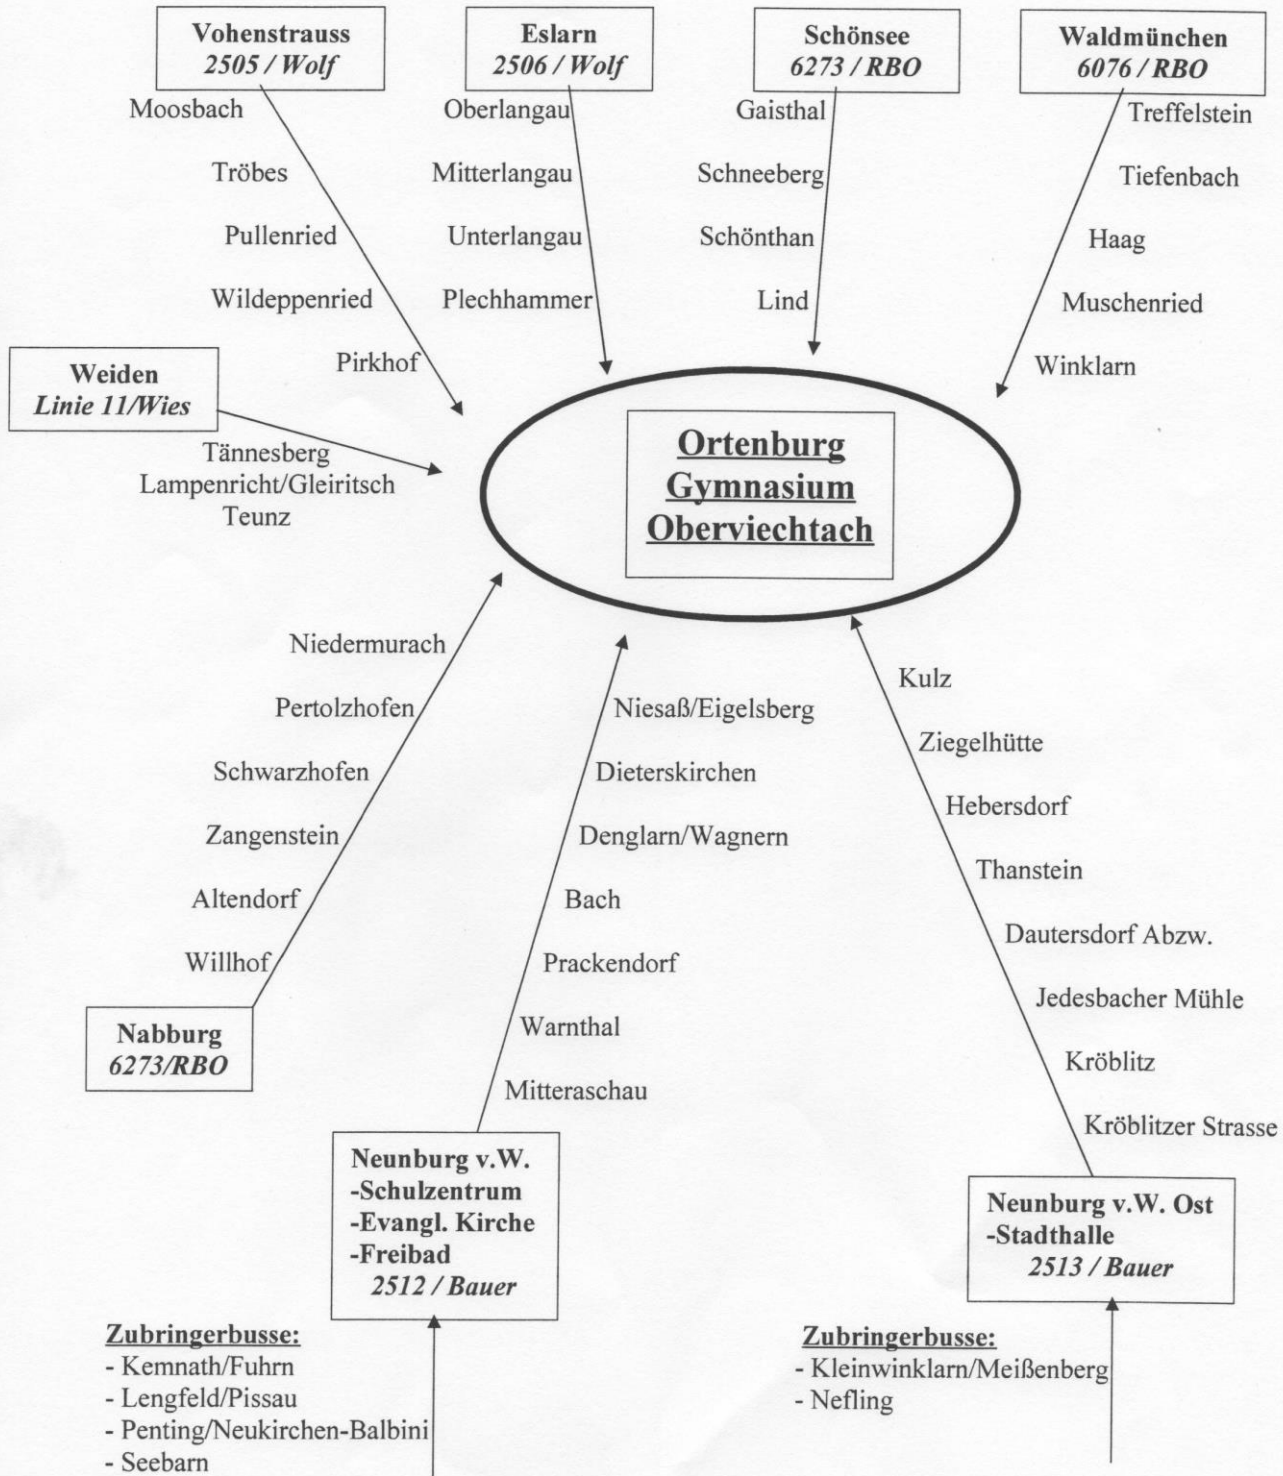 Vohenstrauss
2505 / Wolf
Moosbach
Tröbes
Pullenried
Wildeppenried
Pirkhof
Eslarn
2506 / Wolf
Oberlangau
Mitterlangau
Unterlangau
Plechhammer
Schönsee
6273 / RBO
Gaisthal
Schneeberg
Schönthan
Lind
Waldmünchen
6076 / RBO
Treffelstein
Tiefenbach
Haag
Muschenried
Winklarn
Weiden
Linie 11/Wies
Tännesberg
Lampenricht/Gleiritsch
Teunz
Ortenburg
Gymnasium
Oberviechtach
Niedermurach
Pertolzhofen
Schwarzhofen
Zangenstein
Altendorf
Willhof
Nabburg
6273/RBO
Niesaß/Eigelsberg
Dieterskirchen
Denglarn/Wagnern
Bach
Prackendorf
Warnthal
Mitteraschau
Neunburg v.W.
-Schulzentrum
-Evangl. Kirche
-Freibad
2512 / Bauer
Zubringerbusse:
- Kemnath/Fuhrn
- Lengfeld/Pissau
- Penting/Neukirchen-Balbini
- Seebarn
Kulz
Ziegelhütte
Hebersdorf
Thanstein
Dautersdorf Abzw.
Jedesbacher Mühle
Kröblitz
Kröblitzer Strasse
Neunburg v.W. Ost
-Stadthalle
2513 / Bauer
Zubringerbusse:
- Kleinwinklarn/Meißenberg
- Nefling